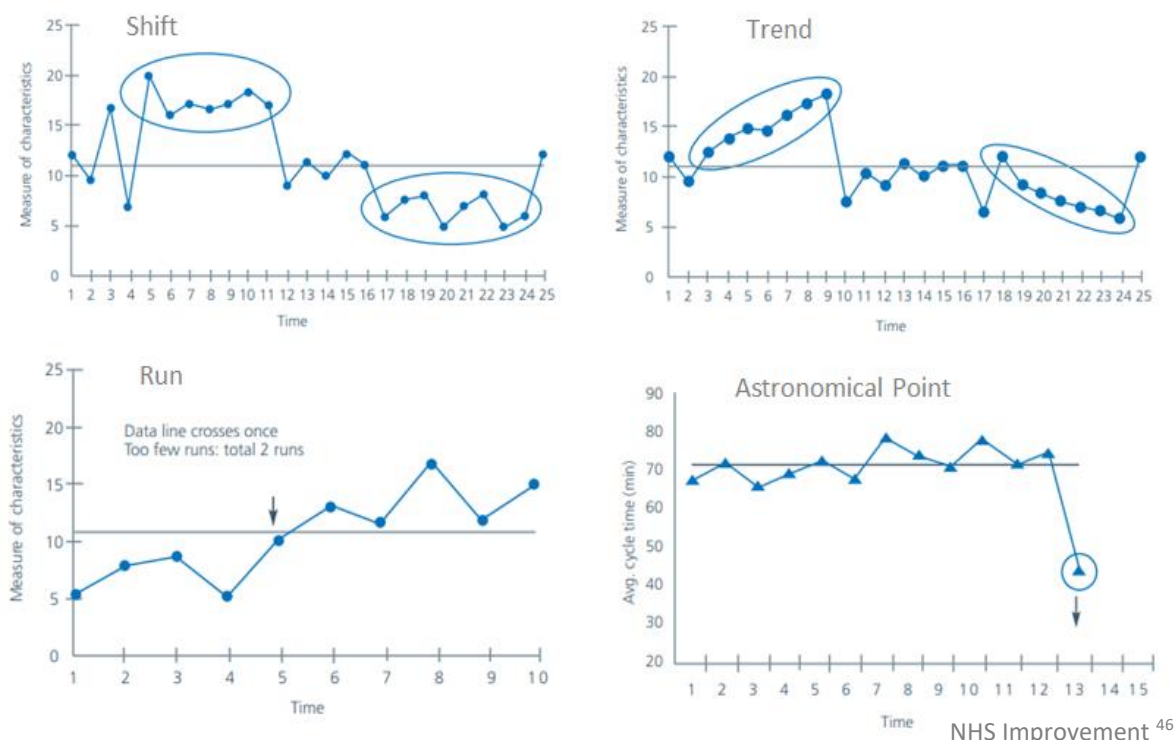 Shift
Measure of characteristics
25
20
15
10
5
0
1 2 3 4 5 6 7 8 9 10 11 12 13 14 15 16 17 18 19 20 21 22 23 24 25
Time
Trend
Measure of characteristics
25
20
15
10
5
0
1 2 3 4 5 6 7 8 9 10 11 12 13 14 15 16 17 18 19 20 21 22 23 24 25
Time
Run
Data line crosses once
Too few runs: total 2 runs
Measure of characteristics
25
20
15
10
5
0
1 2 3 4 5 6 7 8 9 10
Time
Astronomical Point
Avg. cycle time (min)
90
80
70
60
50
40
30
20
1 2 3 4 5 6 7 8 9 10 11 12 13 14 15
Time
NHS Improvement 46